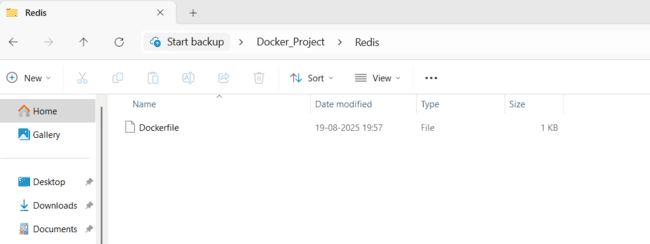 Redis
Start backup > Docker_Project > Redis
New Sort View
Name Date modified Type Size
Home
Dockerfile 19-08-2025 19:57 File 1 KB
Gallery
Desktop
Downloads
Documents